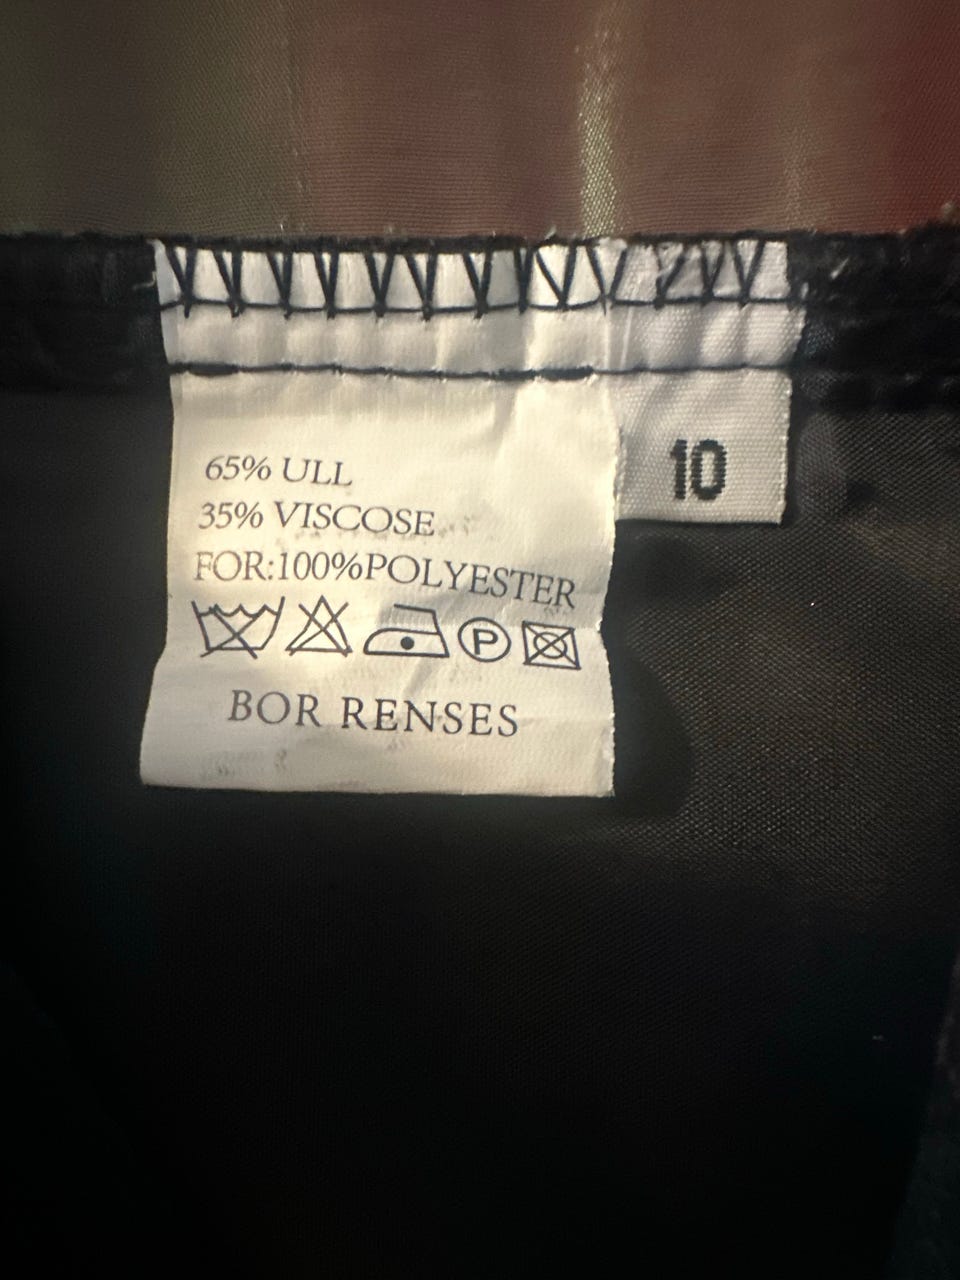 65% ULL
35% VISCOSE
FOR:100%POLYESTER
P
BOR RENSES
10